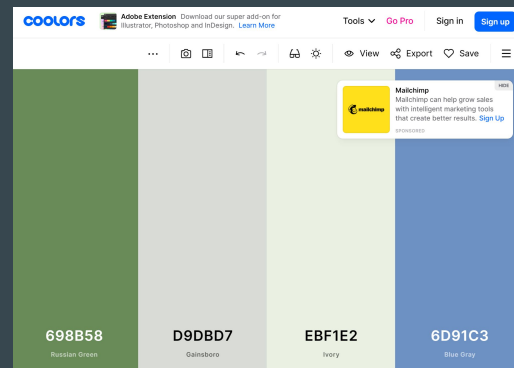 coolors
Adobe Extension Download our super add-on for
Illustrator, Photoshop and InDesign. Learn More
Tools Go Pro Sign in Sign up
View Export Save
mailchimp
Mailchimp
HIDE
Mailchimp can help grow sales
with intelligent marketing tools
that create better results. Sign Up
SPONSORED
698B58 D9DBD7 EBF1E2 6D91C3
Russian Green Gainsboro Ivory Blue Gray